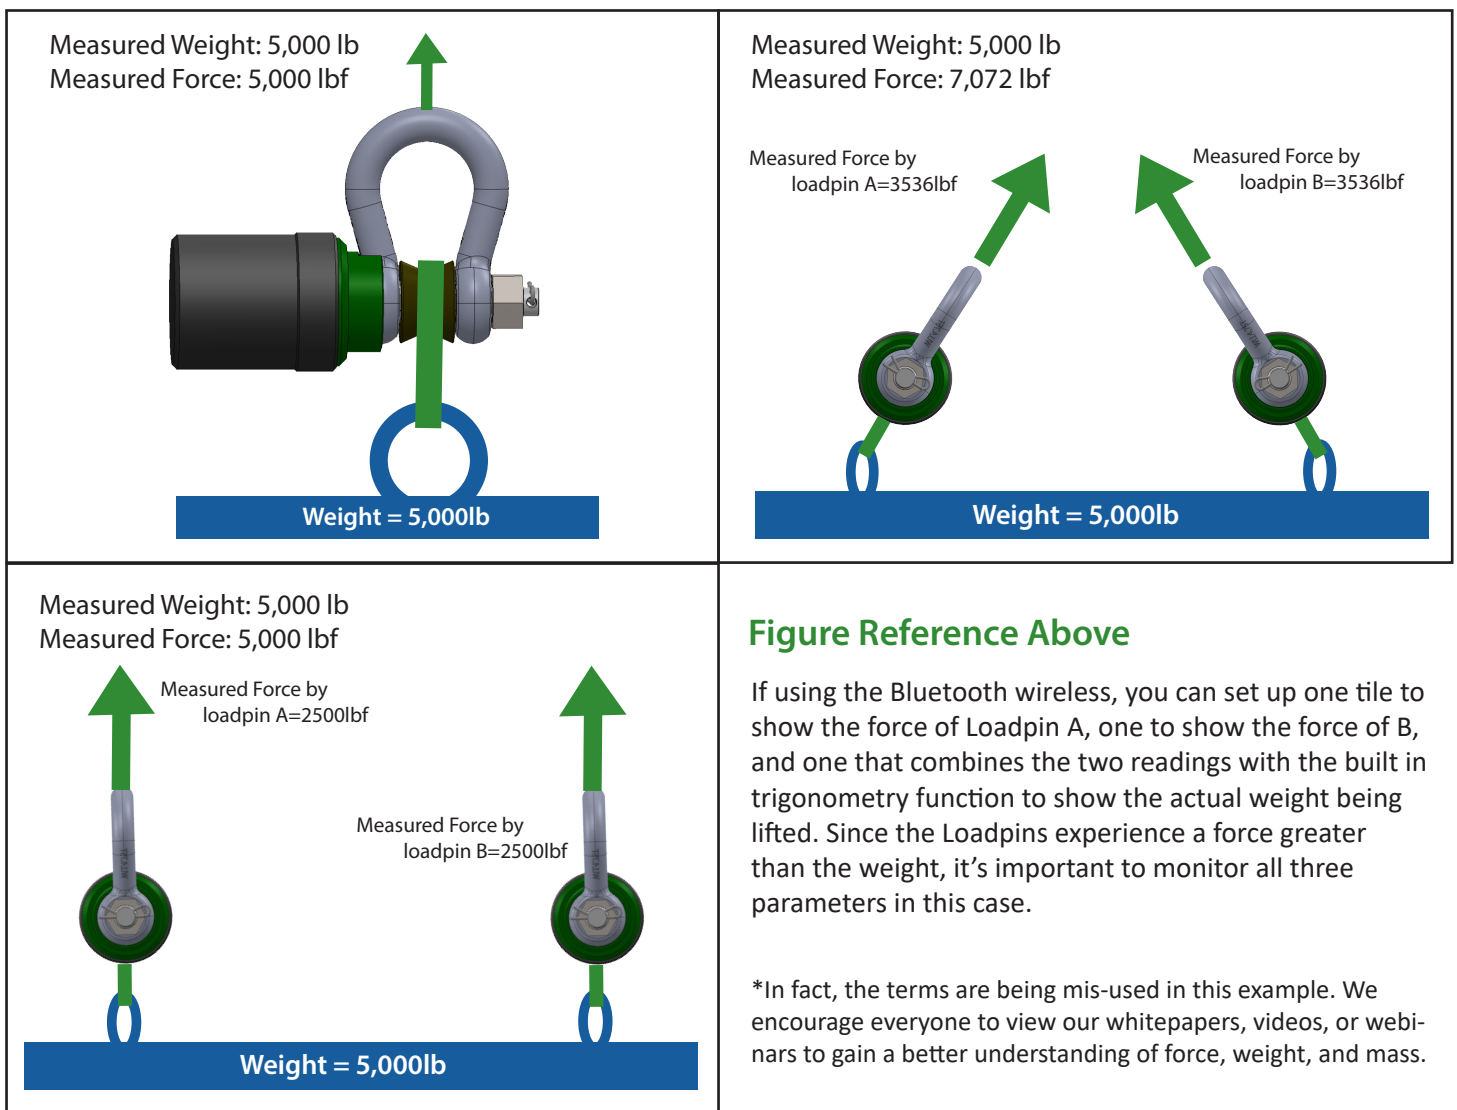 Measured Weight: 5,000 lb
Measured Force: 5,000 lbf
Weight = 5,000lb
Measured Weight: 5,000 lb
Measured Force: 7,072 lbf
Measured Force by
loadpin A=3536lbf
Measured Force by
loadpin B=3536lbf
Weight = 5,000lb
Measured Weight: 5,000 lb
Measured Force: 5,000 lbf
Measured Force by
loadpin A=2500lbf
Measured Force by
loadpin B=2500lbf
Weight = 5,000lb
Figure Reference Above
If using the Bluetooth wireless, you can set up one tile to
show the force of Loadpin A, one to show the force of B,
and one that combines the two readings with the built in
trigonometry function to show the actual weight being
lifted. Since the Loadpins experience a force greater
than the weight, it’s important to monitor all three
parameters in this case.
*In fact, the terms are being mis-used in this example. We
encourage everyone to view our whitepapers, videos, or webi-
nars to gain a better understanding of force, weight, and mass.